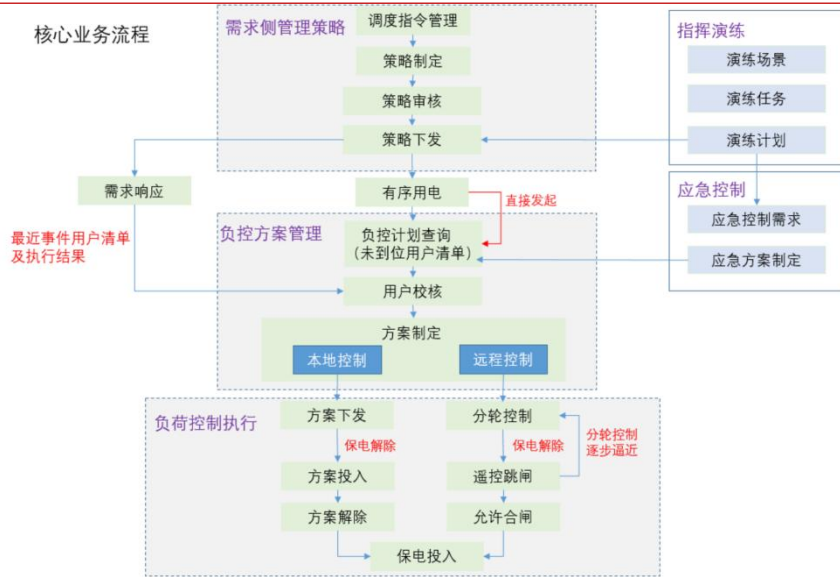 核心业务流程
需求侧管理策略
调度指令管理
策略制定
策略审核
策略下发
指挥演练
演练场景
演练任务
演练计划
需求响应
有序用电
直接发起
应急控制
应急控制需求
应急方案制定
最近事件用户清单
及执行结果
负控方案管理
负控计划查询
(未到位用户清单)
用户校核
方案制定
本地控制
远程控制
负荷控制执行
方案下发
保电解除
方案投入
方案解除
分轮控制
保电解除
遥控跳闸
允许合闸
分轮控制
逐步逼近
保电投入